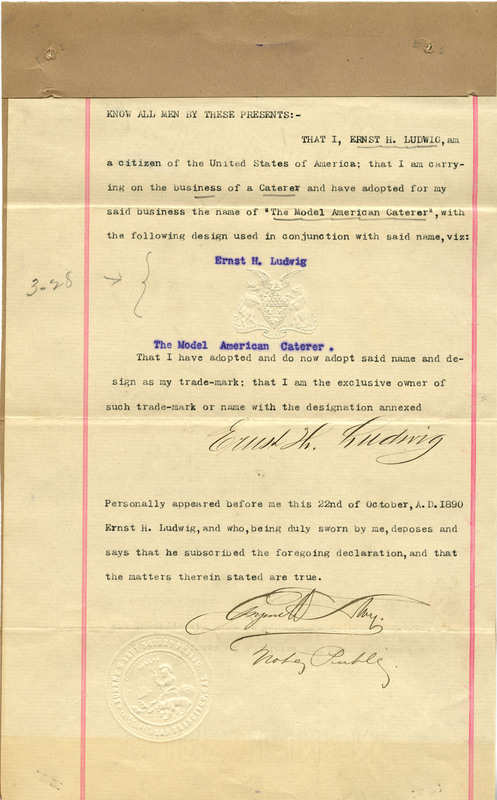 KNOW ALL MEN BY THESE PRESENTS:-
THAT I, ERNST H. LUDWIG, am
a citizen of the United States of America; that I am carry-
ing on the business of a Caterer and have adopted for my
said business the name of "The Model American Caterer", with
the following design used in conjunction with said name, viz:
Ernst H. Ludwig
3-28
The Model American Caterer.
That I have adopted and do now adopt said name and de-
sign as my trade-mark; that I am the exclusive owner of
such trade-mark or name with the designation annexed
Ernst H. Ludwig
Personally appeared before me this 22nd of October, A.D. 1890
Ernst H. Ludwig, and who, being duly sworn by me, deposes and
says that he subscribed the foregoing declaration, and that
the matters therein stated are true.
Notary Public.